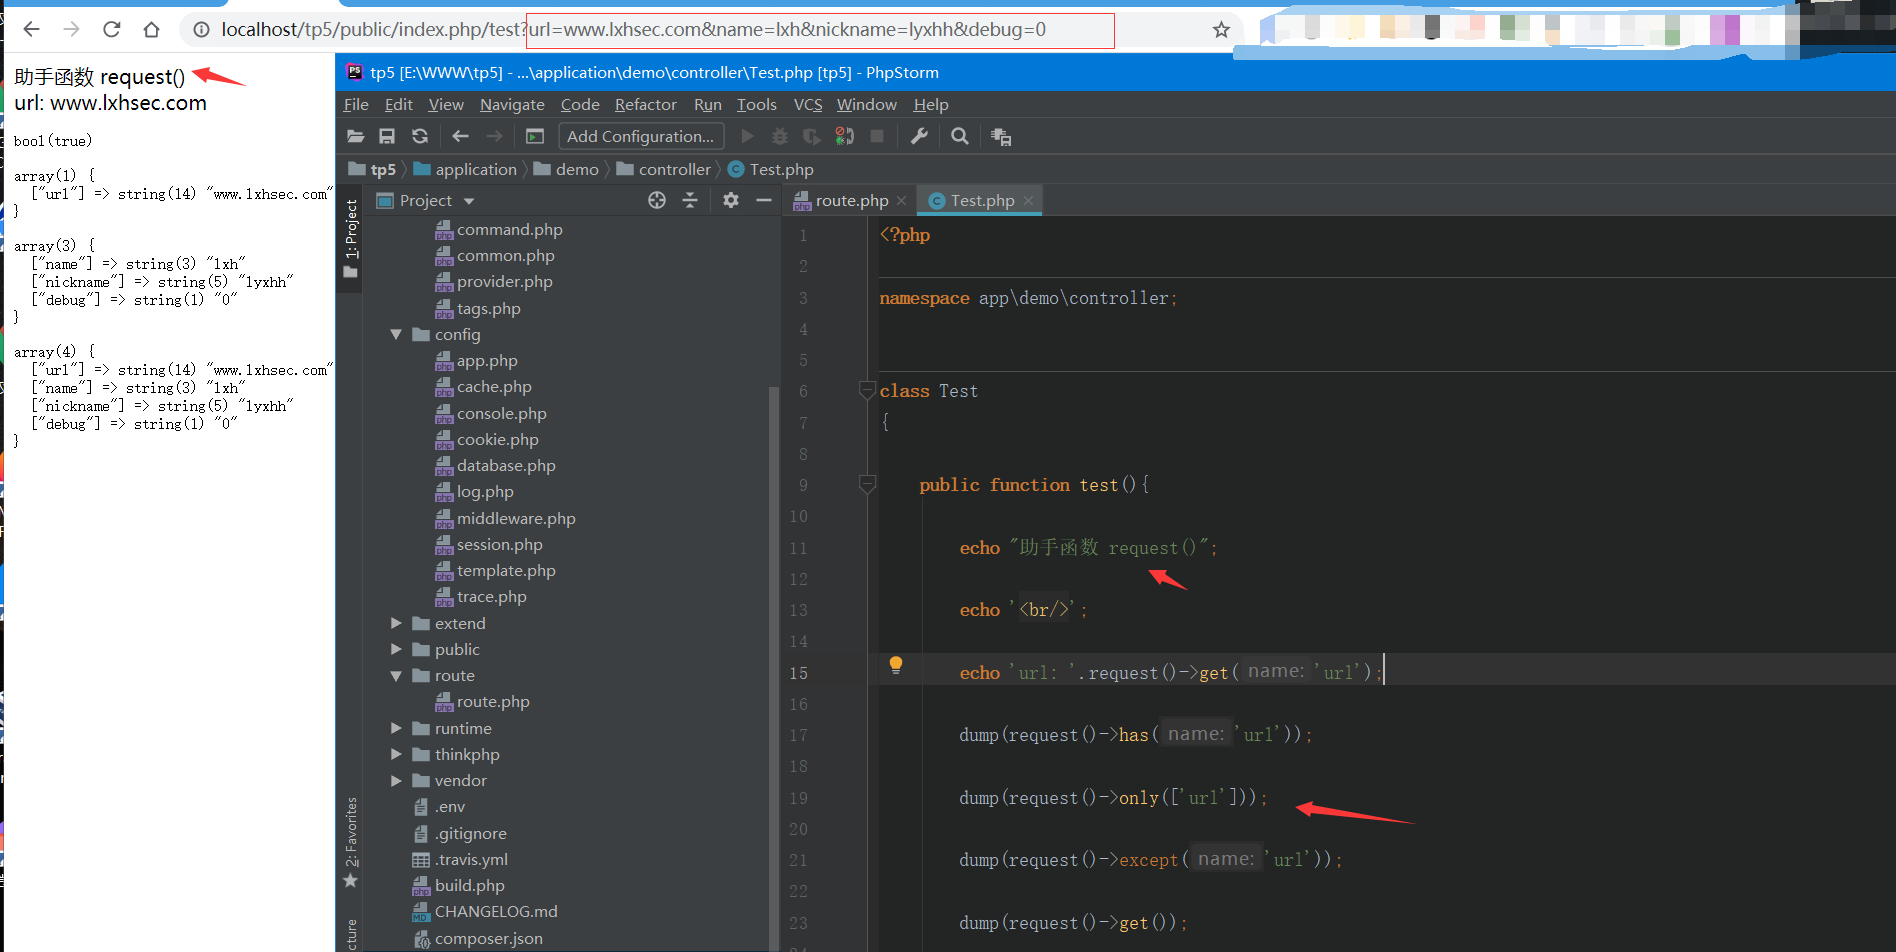 localhost/tp5/public/index.php/test?url=www.lxhsec.com&name=lxh&nickname=lyxhh&debug=0
助手函数 request()
url: www.lxhsec.com
bool(true)
array(1) {
["url"] => string(14) "www.lxhsec.com"
}
array(3) {
["name"] => string(3) "lxh"
["nickname"] => string(5) "lyxhh"
["debug"] => string(1) "0"
}
array(4) {
["url"] => string(14) "www.lxhsec.com"
["name"] => string(3) "lxh"
["nickname"] => string(5) "lyxhh"
["debug"] => string(1) "0"
}
tp5 [E:\WWW\tp5] - ...\application\demo\controller\Test.php [tp5] - PhpStorm
File Edit View Navigate Code Refactor Run Tools VCS Window Help
Add Configuration...
tp5 application demo controller Test.php
1: Project
2: Favorites
Project
command.php
common.php
provider.php
tags.php
config
app.php
cache.php
console.php
cookie.php
database.php
log.php
middleware.php
session.php
template.php
trace.php
extend
public
route
route.php
runtime
thinkphp
vendor
.env
.gitignore
.travis.yml
build.php
CHANGELOG.md
composer.json
route.php Test.php
1 <?php
2
3 namespace app\demo\controller;
4
5
6 class Test
7 {
8
9 public function test(){
10
11 echo "助手函数 request()";
12
13 echo '<br/>';
14
15 echo 'url: '.request()->get( name: 'url');
16
17 dump(request()->has( name: 'url'));
18
19 dump(request()->only(['url']));
20
21 dump(request()->except( name: 'url'));
22
23 dump(request()->get());